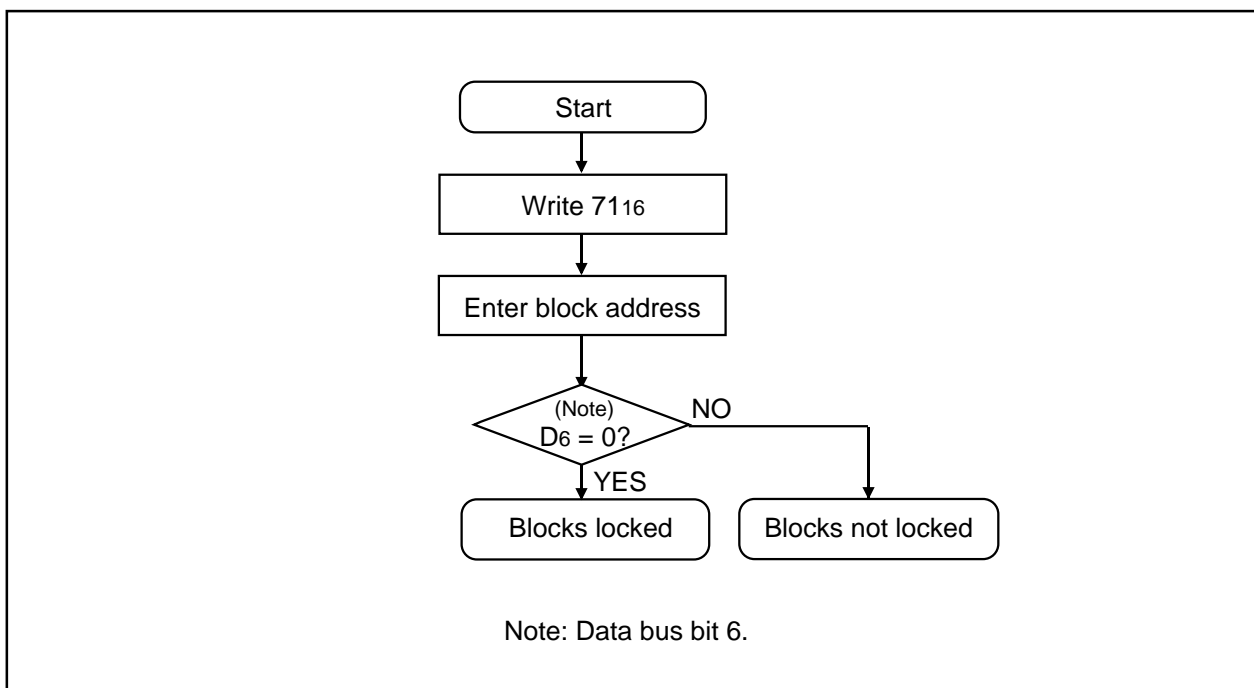 Start
Write 7116
Enter block address
(Note)
D6 = 0?
NO
YES
Blocks locked
Blocks not locked
Note: Data bus bit 6.